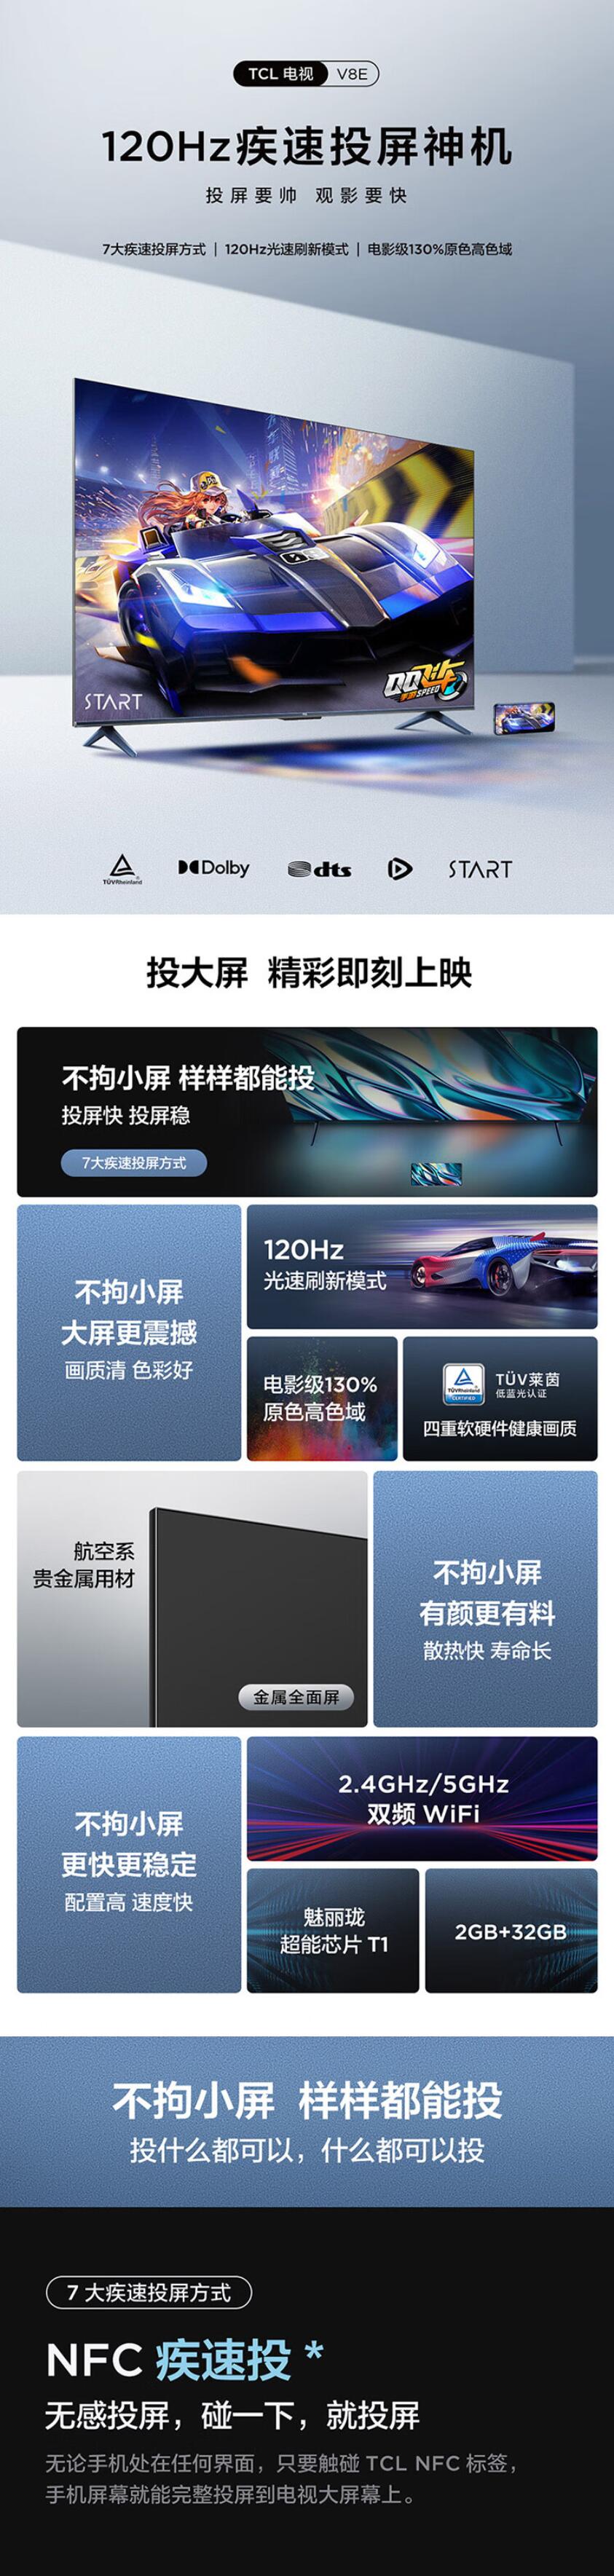 TCL 电视 V8E
120Hz疾速投屏神机
投屏要帅 观影要快
7大疾速投屏方式 | 120Hz光速刷新模式 | 电影级130%原色高色域
START
QQ飞车
手游 SPEED
TÜVRheinland Dolby dts START
投大屏 精彩即刻上映
不拘小屏 样样都能投
投屏快 投屏稳
7大疾速投屏方式
不拘小屏
大屏更震撼
画质清 色彩好
120Hz
光速刷新模式
电影级130%
原色高色域
TÜVRheinland
CERTIFIED
TÜV莱茵
低蓝光认证
四重软硬件健康画质
航空系
贵金属用材
金属全面屏
不拘小屏
有颜更有料
散热快 寿命长
不拘小屏
更快更稳定
配置高 速度快
2.4GHz/5GHz
双频 WiFi
魅丽珑
超能芯片 T1
2GB+32GB
不拘小屏 样样都能投
投什么都可以，什么都可以投
7 大疾速投屏方式
NFC 疾速投 *
无感投屏，碰一下，就投屏
无论手机处在任何界面，只要触碰 TCL NFC 标签，
手机屏幕就能完整投屏到电视大屏幕上。